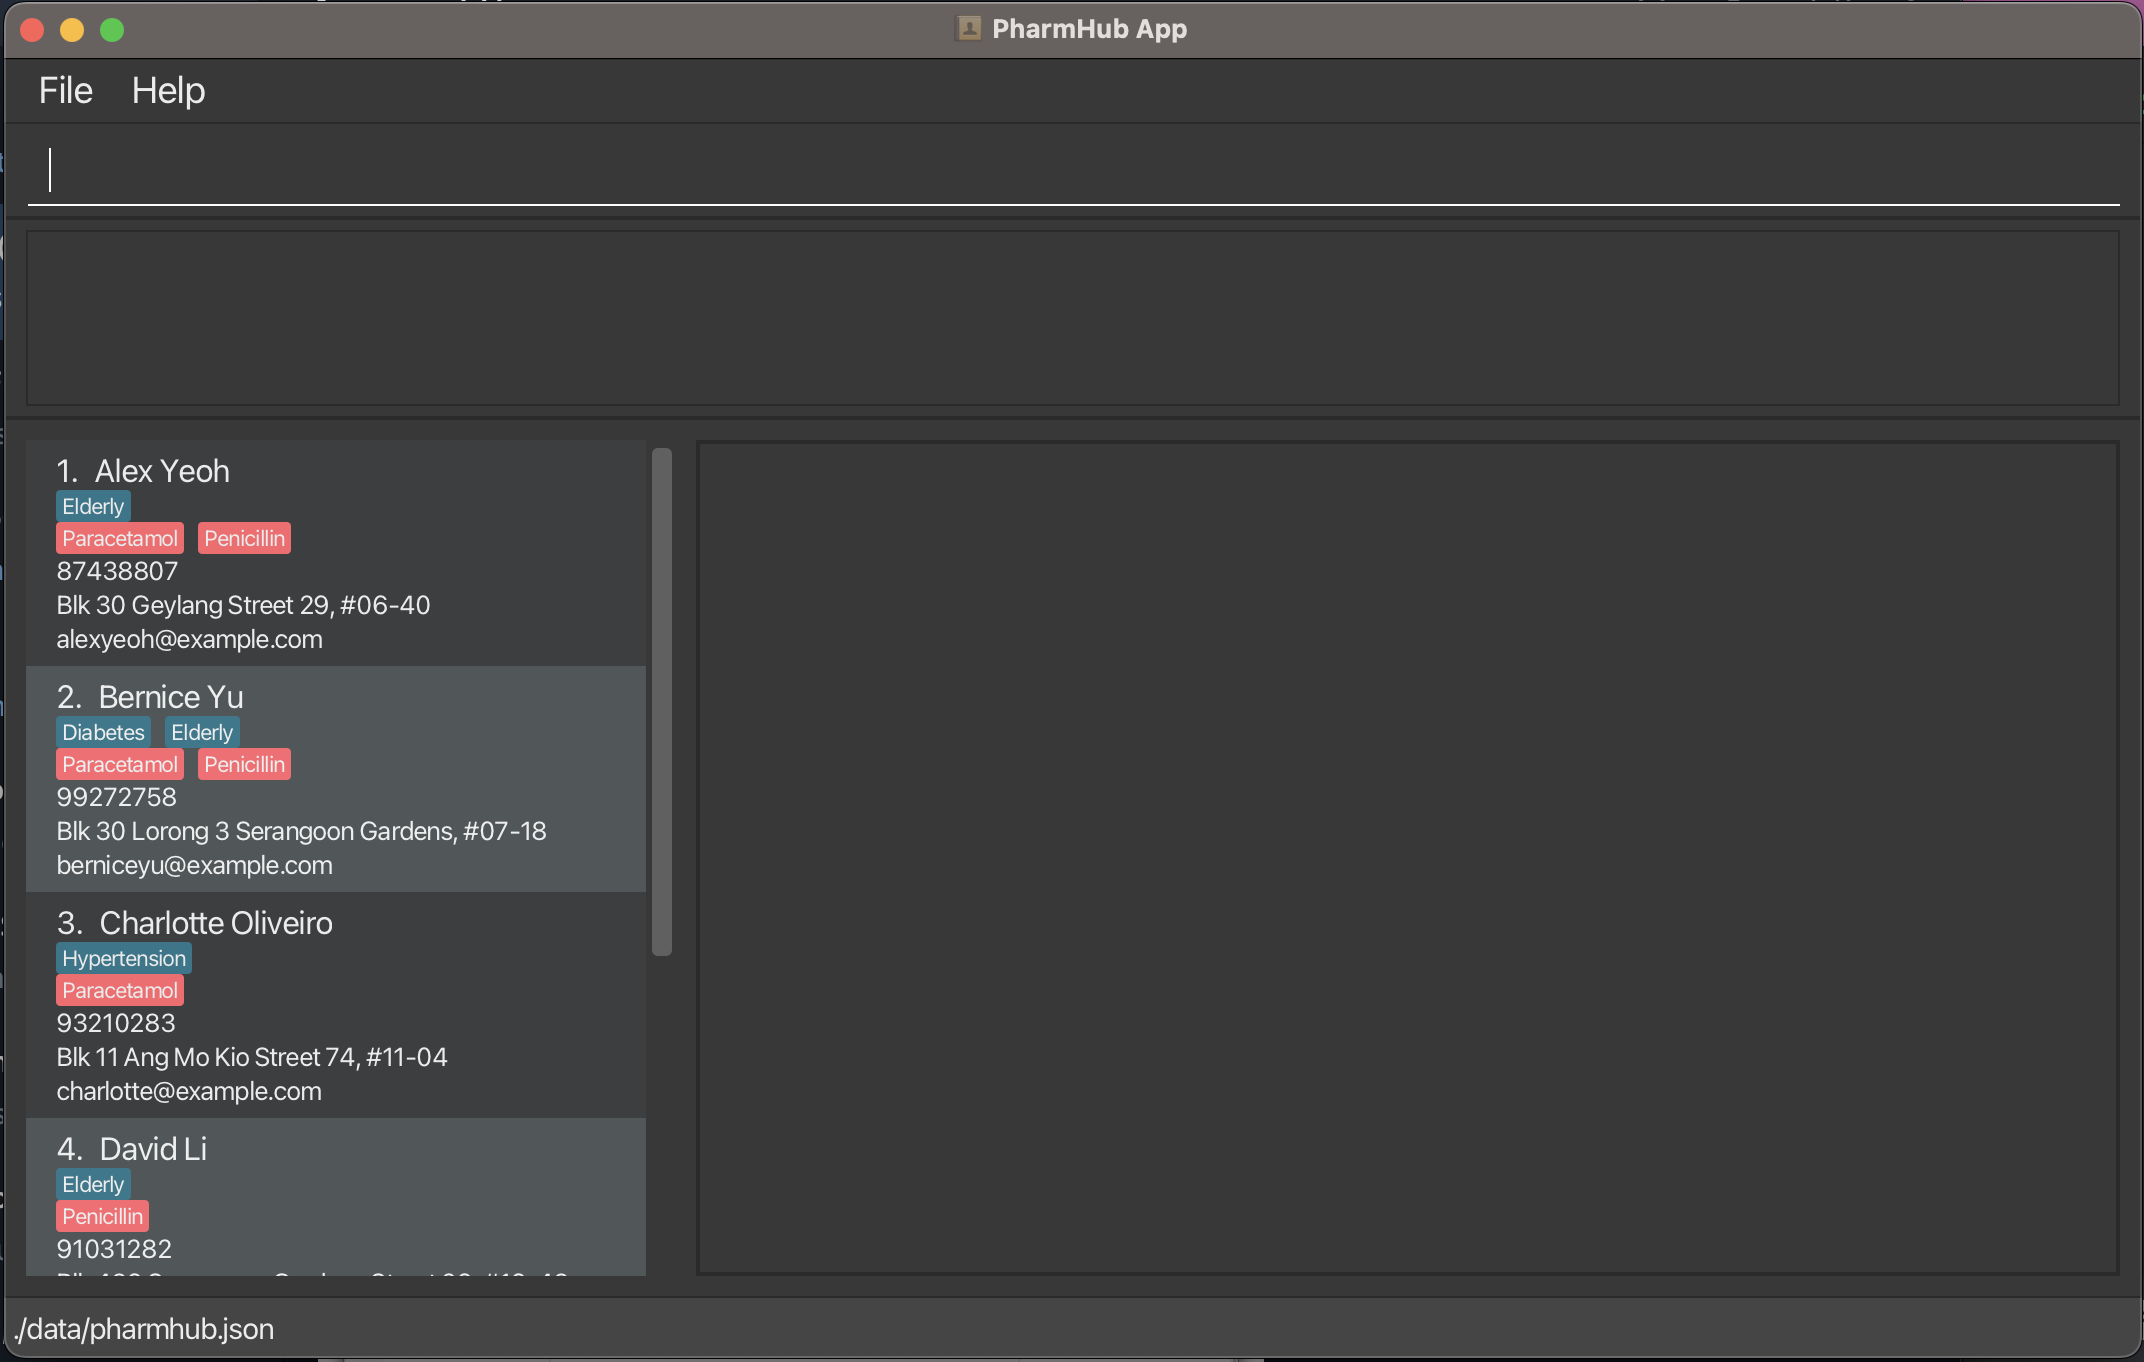 PharmHub App
File Help
1. Alex Yeoh
Elderly
Paracetamol Penicillin
87438807
Blk 30 Geylang Street 29, #06-40
alexyeoh@example.com
2. Bernice Yu
Diabetes Elderly
Paracetamol Penicillin
99272758
Blk 30 Lorong 3 Serangoon Gardens, #07-18
berniceyu@example.com
3. Charlotte Oliveiro
Hypertension
Paracetamol
93210283
Blk 11 Ang Mo Kio Street 74, #11-04
charlotte@example.com
4. David Li
Elderly
Penicillin
91031282
./data/pharmhub.json